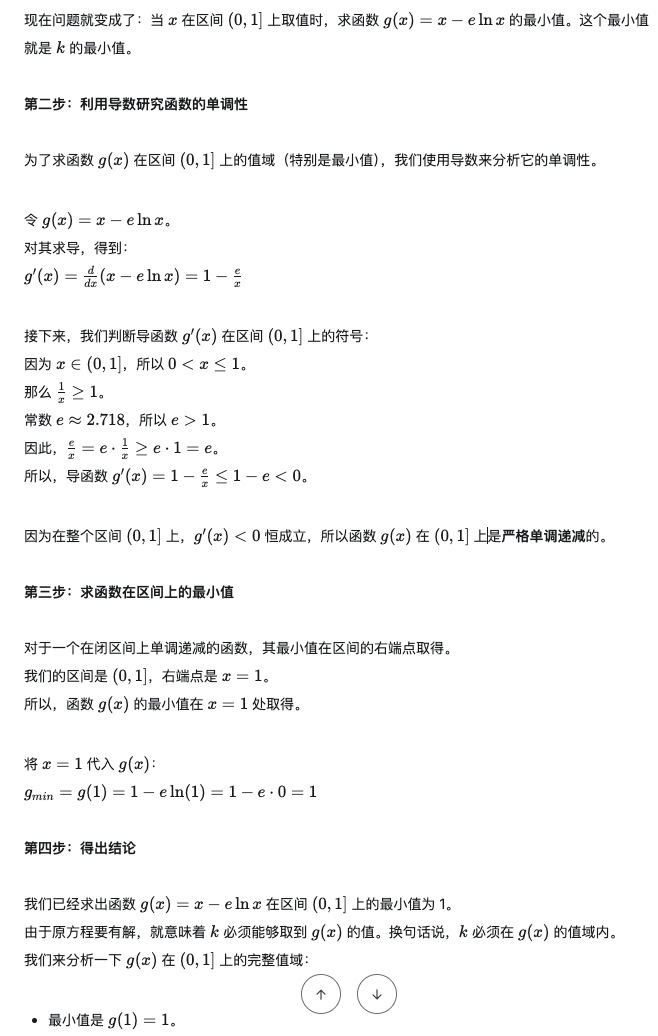 现在问题就变成了：当 x 在区间 (0, 1] 上取值时，求函数 g(x) = x − e ln x 的最小值。这个最小值
就是 k 的最小值。
第二步：利用导数研究函数的单调性
为了求函数 g(x) 在区间 (0, 1] 上的值域（特别是最小值），我们使用导数来分析它的单调性。
令 g(x) = x − e ln x。
对其求导，得到：
g′(x) = d/dx (x − e ln x) = 1 − e/x
接下来，我们判断导函数 g′(x) 在区间 (0, 1] 上的符号：
因为 x ∈ (0, 1]，所以 0 < x ≤ 1。
那么 1/x ≥ 1。
常数 e ≈ 2.718，所以 e > 1。
因此，e/x = e · 1/x ≥ e · 1 = e。
所以，导函数 g′(x) = 1 − e/x ≤ 1 − e < 0。
因为在整个区间 (0, 1] 上，g′(x) < 0 恒成立，所以函数 g(x) 在 (0, 1] 上是严格单调递减的。
第三步：求函数在区间上的最小值
对于一个在闭区间上单调递减的函数，其最小值在区间的右端点取得。
我们的区间是 (0, 1]，右端点是 x = 1。
所以，函数 g(x) 的最小值在 x = 1 处取得。
将 x = 1 代入 g(x)：
g_min = g(1) = 1 − e ln(1) = 1 − e · 0 = 1
第四步：得出结论
我们已经求出函数 g(x) = x − e ln x 在区间 (0, 1] 上的最小值为 1。
由于原方程要有解，就意味着 k 必须能够取到 g(x) 的值。换句话说，k 必须在 g(x) 的值域内。
我们来分析一下 g(x) 在 (0, 1] 上的完整值域：
• 最小值是 g(1) = 1。